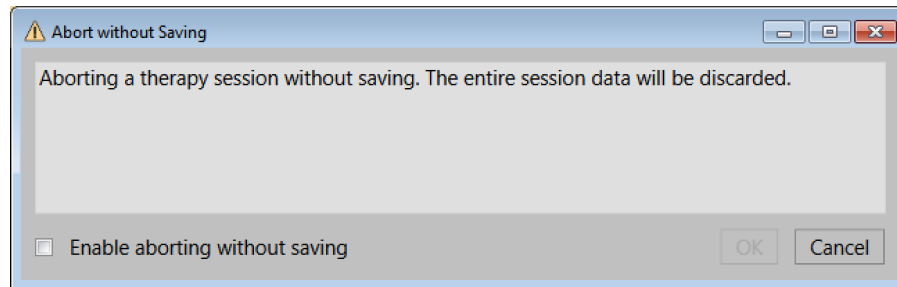 Abort without Saving
Aborting a therapy session without saving. The entire session data will be discarded.
Enable aborting without saving
OK
Cancel